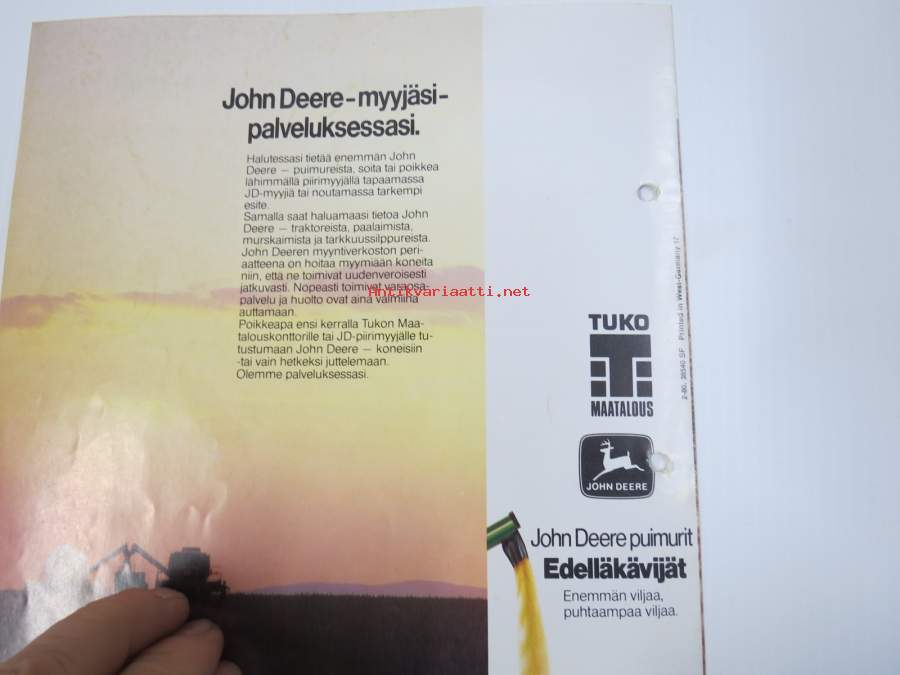 John Deere - myyjäsi -
palveluksessasi.
Halutessasi tietää enemmän John
Deere — puimureista, soita tai poikkea
lähimmällä piirimyyjällä tapaamassa
JD-myyjiä tai noutamassa tarkempi
esite.
Samalla saat haluamaasi tietoa John
Deere — traktoreista, paalaimista,
murskaimista ja tarkkuussilppureista.
John Deeren myyntiverkoston peri-
aatteena on hoitaa myymiään koneita
niin, että ne toimivat uudenveroisesti
jatkuvasti. Nopeasti toimivat varaosa-
palvelu ja huolto ovat aina valmiina
auttamaan.
Poikkeapa ensi kerralla Tukon Maa-
talouskonttorille tai JD-piirimyyjälle tu-
tustumaan John Deere — koneisiin
-tai vain hetkeksi juttelemaan.
Olemme palveluksessasi.
Antikvariaatti.net
TUKO
MAATALOUS
JOHN DEERE
John Deere puimurit
Edelläkävijät
Enemmän viljaa,
puhtaampaa viljaa.
Printed in West-Germany